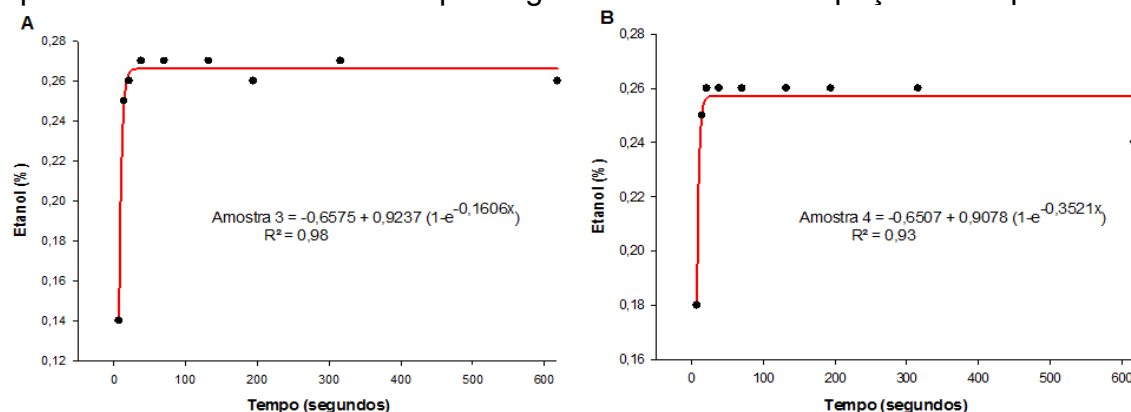 A
0,28
0,26
0,24
0,22
0,20
0,18
0,16
0,14
0,12
Etanol (%)
Amostra 3 = -0,6575 + 0,9237 (1-e^-0,1606x)
R² = 0,98
0 100 200 300 400 500 600
Tempo (segundos)
B
0,28
0,26
0,24
0,22
0,20
0,18
0,16
Etanol (%)
Amostra 4 = -0,6507 + 0,9078 (1-e^-0,3521x)
R² = 0,93
0 100 200 300 400 500 600
Tempo (segundos)